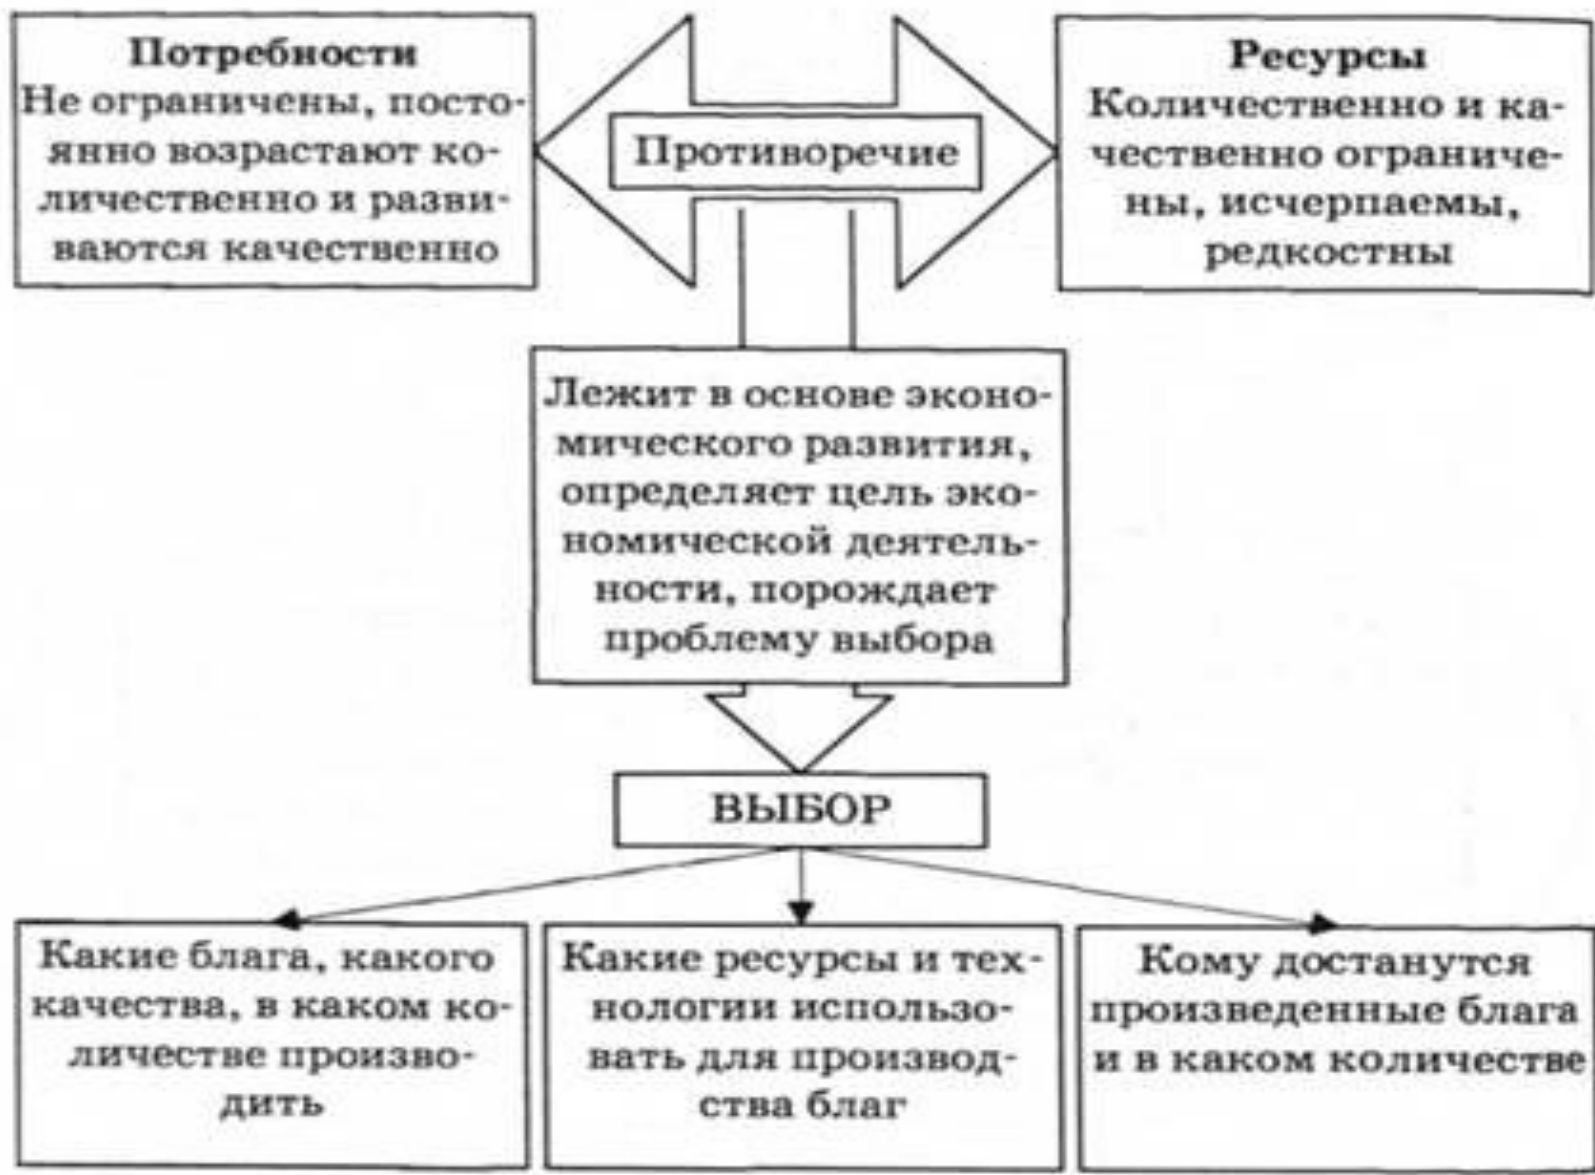 Потребности
Не ограничены, посто-
янно возрастают ко-
личественно и разви-
ваются качественно
Противоречие
Ресурсы
Количественно и ка-
чественно ограниче-
ны, исчерпаемы,
редкостны
Лежит в основе эконо-
мического развития,
определяет цель эко-
номической деятель-
ности, порождает
проблему выбора
ВЫБОР
Какие блага, какого
качества, в каком ко-
личестве произво-
дить
Какие ресурсы и тех-
нологии использо-
вать для производ-
ства благ
Кому достанутся
произведенные блага
и в каком количестве